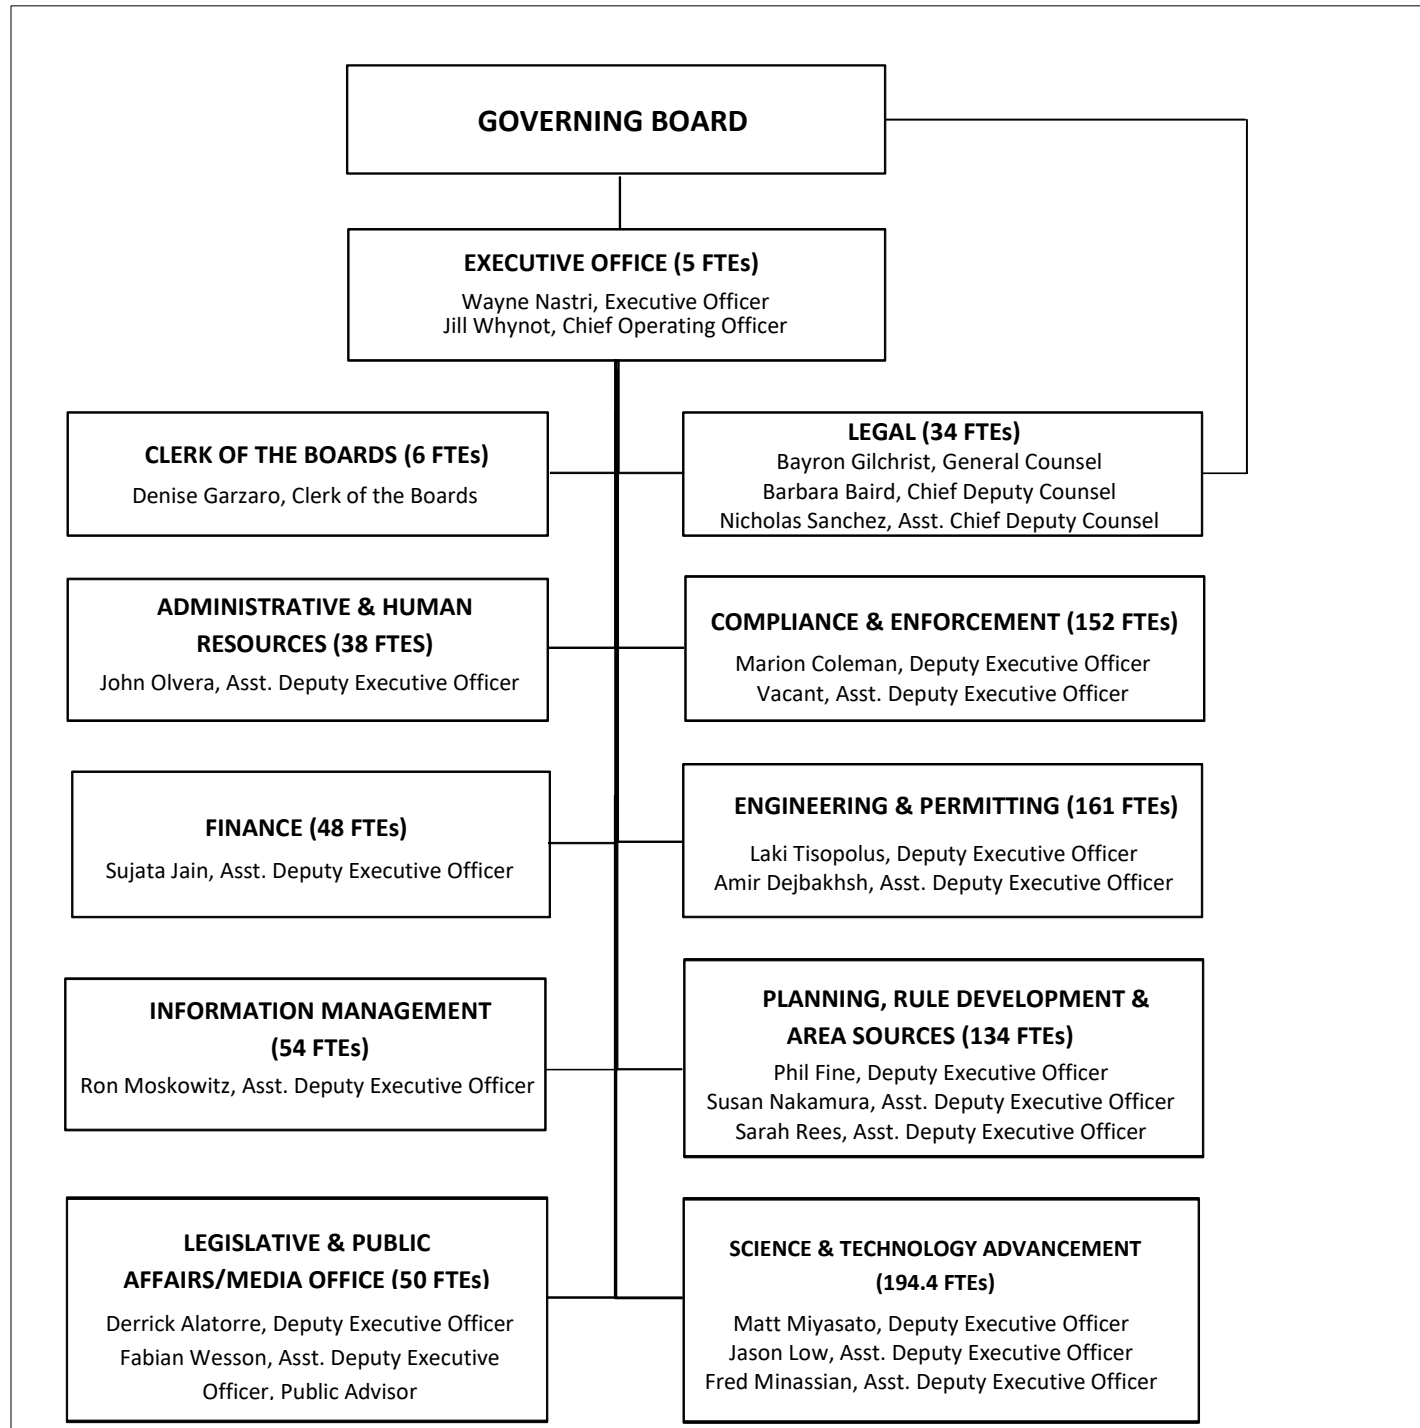 GOVERNING BOARD
EXECUTIVE OFFICE (5 FTEs)
Wayne Nastri, Executive Officer
Jill Whynot, Chief Operating Officer
CLERK OF THE BOARDS (6 FTEs)
Denise Garzaro, Clerk of the Boards
LEGAL (34 FTEs)
Bayron Gilchrist, General Counsel
Barbara Baird, Chief Deputy Counsel
Nicholas Sanchez, Asst. Chief Deputy Counsel
ADMINISTRATIVE & HUMAN
RESOURCES (38 FTES)
John Olvera, Asst. Deputy Executive Officer
COMPLIANCE & ENFORCEMENT (152 FTEs)
Marion Coleman, Deputy Executive Officer
Vacant, Asst. Deputy Executive Officer
FINANCE (48 FTEs)
Sujata Jain, Asst. Deputy Executive Officer
ENGINEERING & PERMITTING (161 FTEs)
Laki Tisopolus, Deputy Executive Officer
Amir Dejbakhsh, Asst. Deputy Executive Officer
INFORMATION MANAGEMENT
(54 FTEs)
Ron Moskowitz, Asst. Deputy Executive Officer
PLANNING, RULE DEVELOPMENT &
AREA SOURCES (134 FTEs)
Phil Fine, Deputy Executive Officer
Susan Nakamura, Asst. Deputy Executive Officer
Sarah Rees, Asst. Deputy Executive Officer
LEGISLATIVE & PUBLIC
AFFAIRS/MEDIA OFFICE (50 FTEs)
Derrick Alatorre, Deputy Executive Officer
Fabian Wesson, Asst. Deputy Executive
Officer, Public Advisor
SCIENCE & TECHNOLOGY ADVANCEMENT
(194.4 FTEs)
Matt Miyasato, Deputy Executive Officer
Jason Low, Asst. Deputy Executive Officer
Fred Minassian, Asst. Deputy Executive Officer